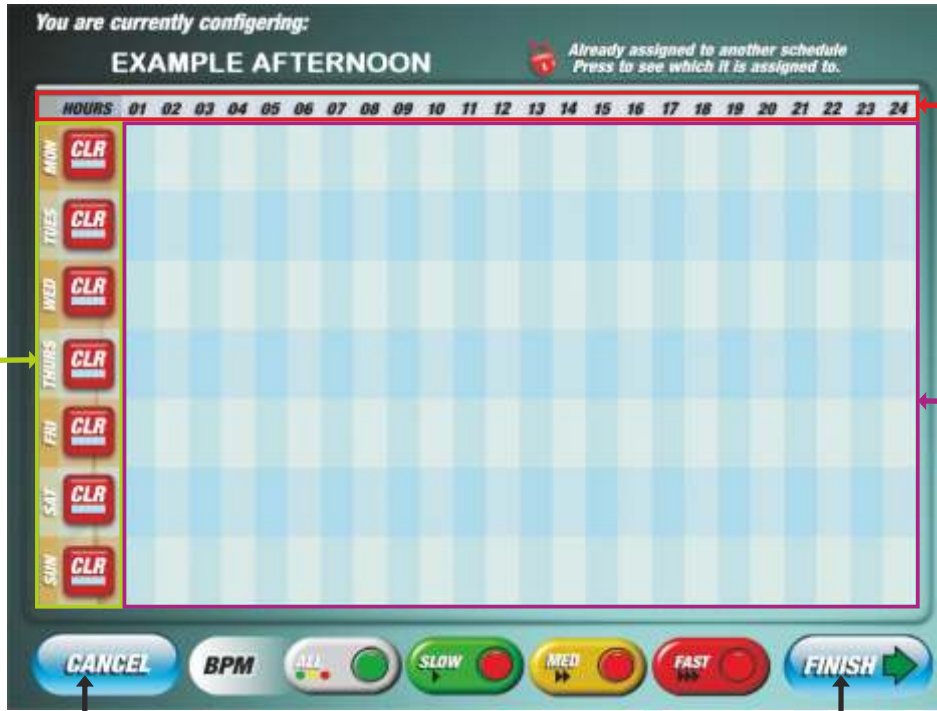 You are currently configering:
EXAMPLE AFTERNOON
Already assigned to another schedule
Press to see which it is assigned to.
HOURS 01 02 03 04 05 06 07 08 09 10 11 12 13 14 15 16 17 18 19 20 21 22 23 24
MON CLR
TUES CLR
WED CLR
THURS CLR
FRI CLR
SAT CLR
SUN CLR
CANCEL BPM ALL SLOW MED FAST FINISH